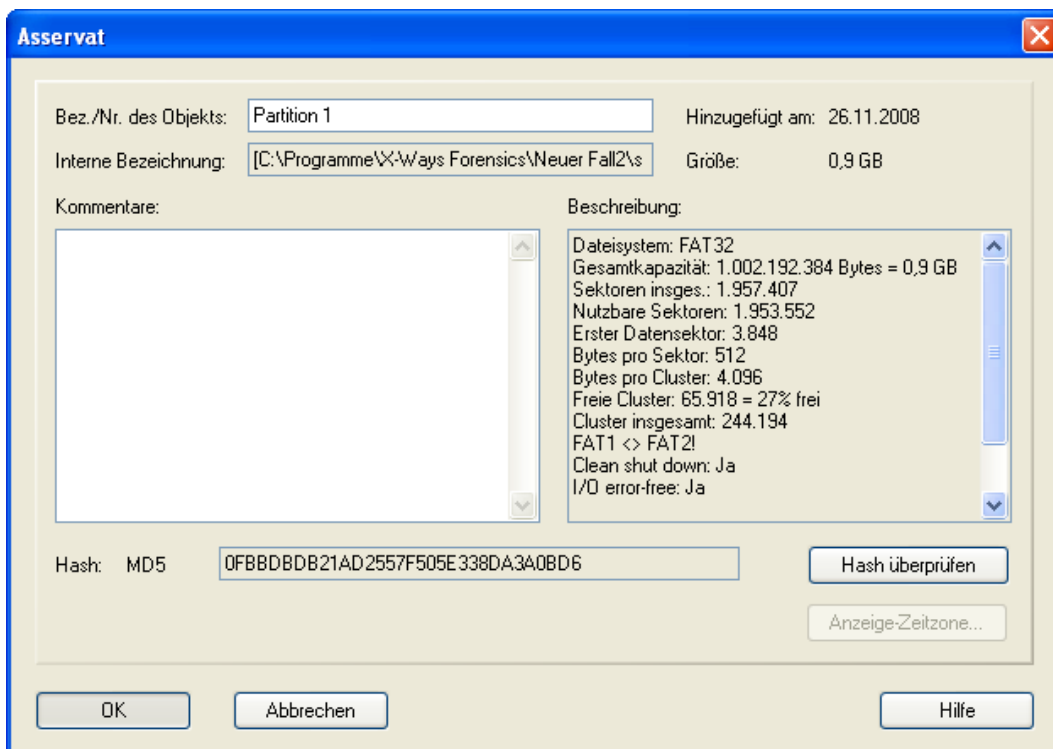 Asservat
Bez./Nr. des Objekts: Partition 1 Hinzugefügt am: 26.11.2008
Interne Bezeichnung: [C:\Programme\X-Ways Forensics\Neuer Fall2\s Größe: 0,9 GB
Kommentare:
Beschreibung:
Dateisystem: FAT32
Gesamtkapazität: 1.002.192.384 Bytes = 0,9 GB
Sektoren insges.: 1.957.407
Nutzbare Sektoren: 1.953.552
Erster Datensektor: 3.848
Bytes pro Sektor: 512
Bytes pro Cluster: 4.096
Freie Cluster: 65.918 = 27% frei
Cluster insgesamt: 244.194
FAT1 <> FAT2!
Clean shut down: Ja
I/O error-free: Ja
Hash: MD5 0FBBDBDB21AD2557F505E338DA3A0BD6 Hash überprüfen
Anzeige-Zeitzone...
OK Abbrechen Hilfe